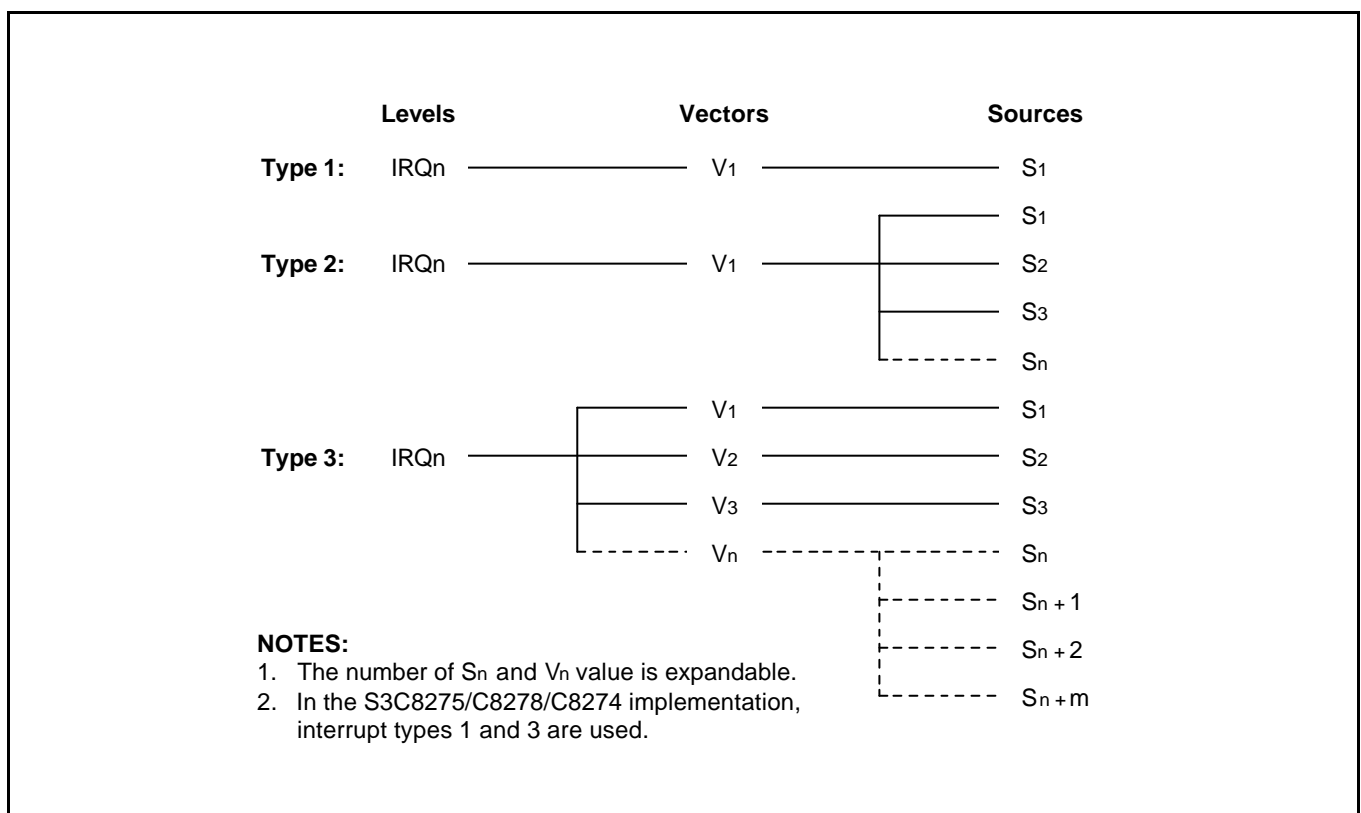 Levels Vectors Sources
Type 1: IRQn V1 S1
S1
Type 2: IRQn V1 S2
S3
Sn
V1 S1
Type 3: IRQn V2 S2
V3 S3
Vn Sn
Sn + 1
Sn + 2
Sn + m
NOTES:
1. The number of Sn and Vn value is expandable.
2. In the S3C8275/C8278/C8274 implementation,
interrupt types 1 and 3 are used.